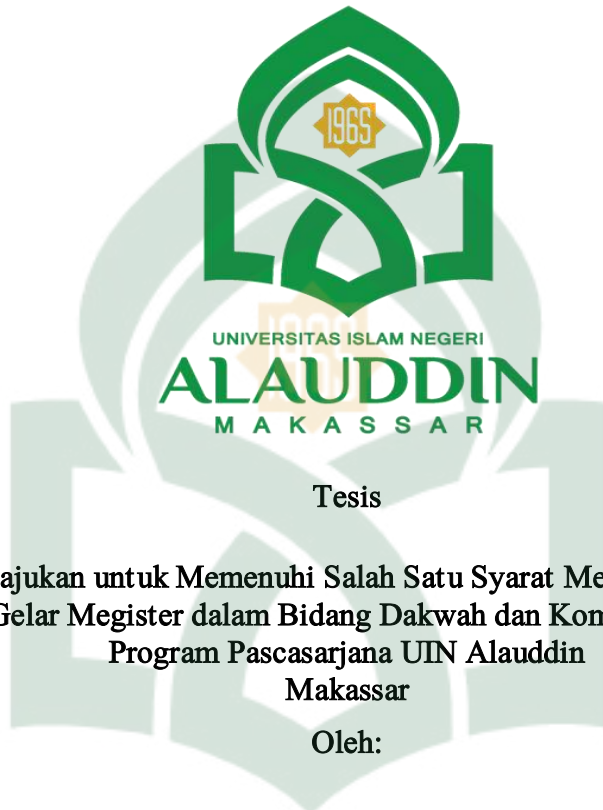 1965
UNIVERSITAS ISLAM NEGERI
ALAUDDIN
MAKASSAR
Tesis
ajukan untuk Memenuhi Salah Satu Syarat Me
Gelar Megister dalam Bidang Dakwah dan Kom
Program Pascasarjana UIN Alauddin
Makassar
Oleh: